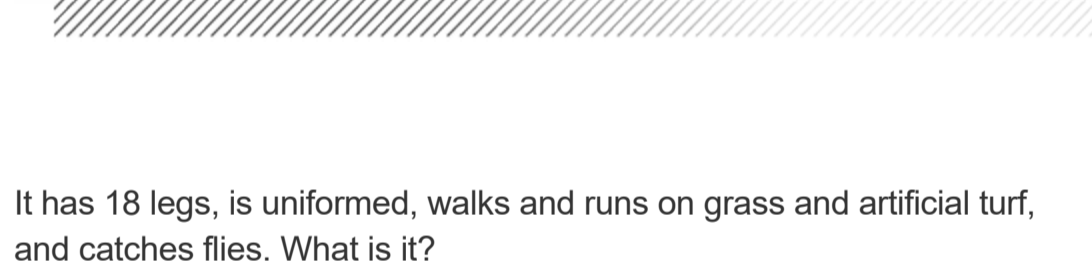 It has 18 legs, is uniformed, walks and runs on grass and artificial turf,
and catches flies. What is it?